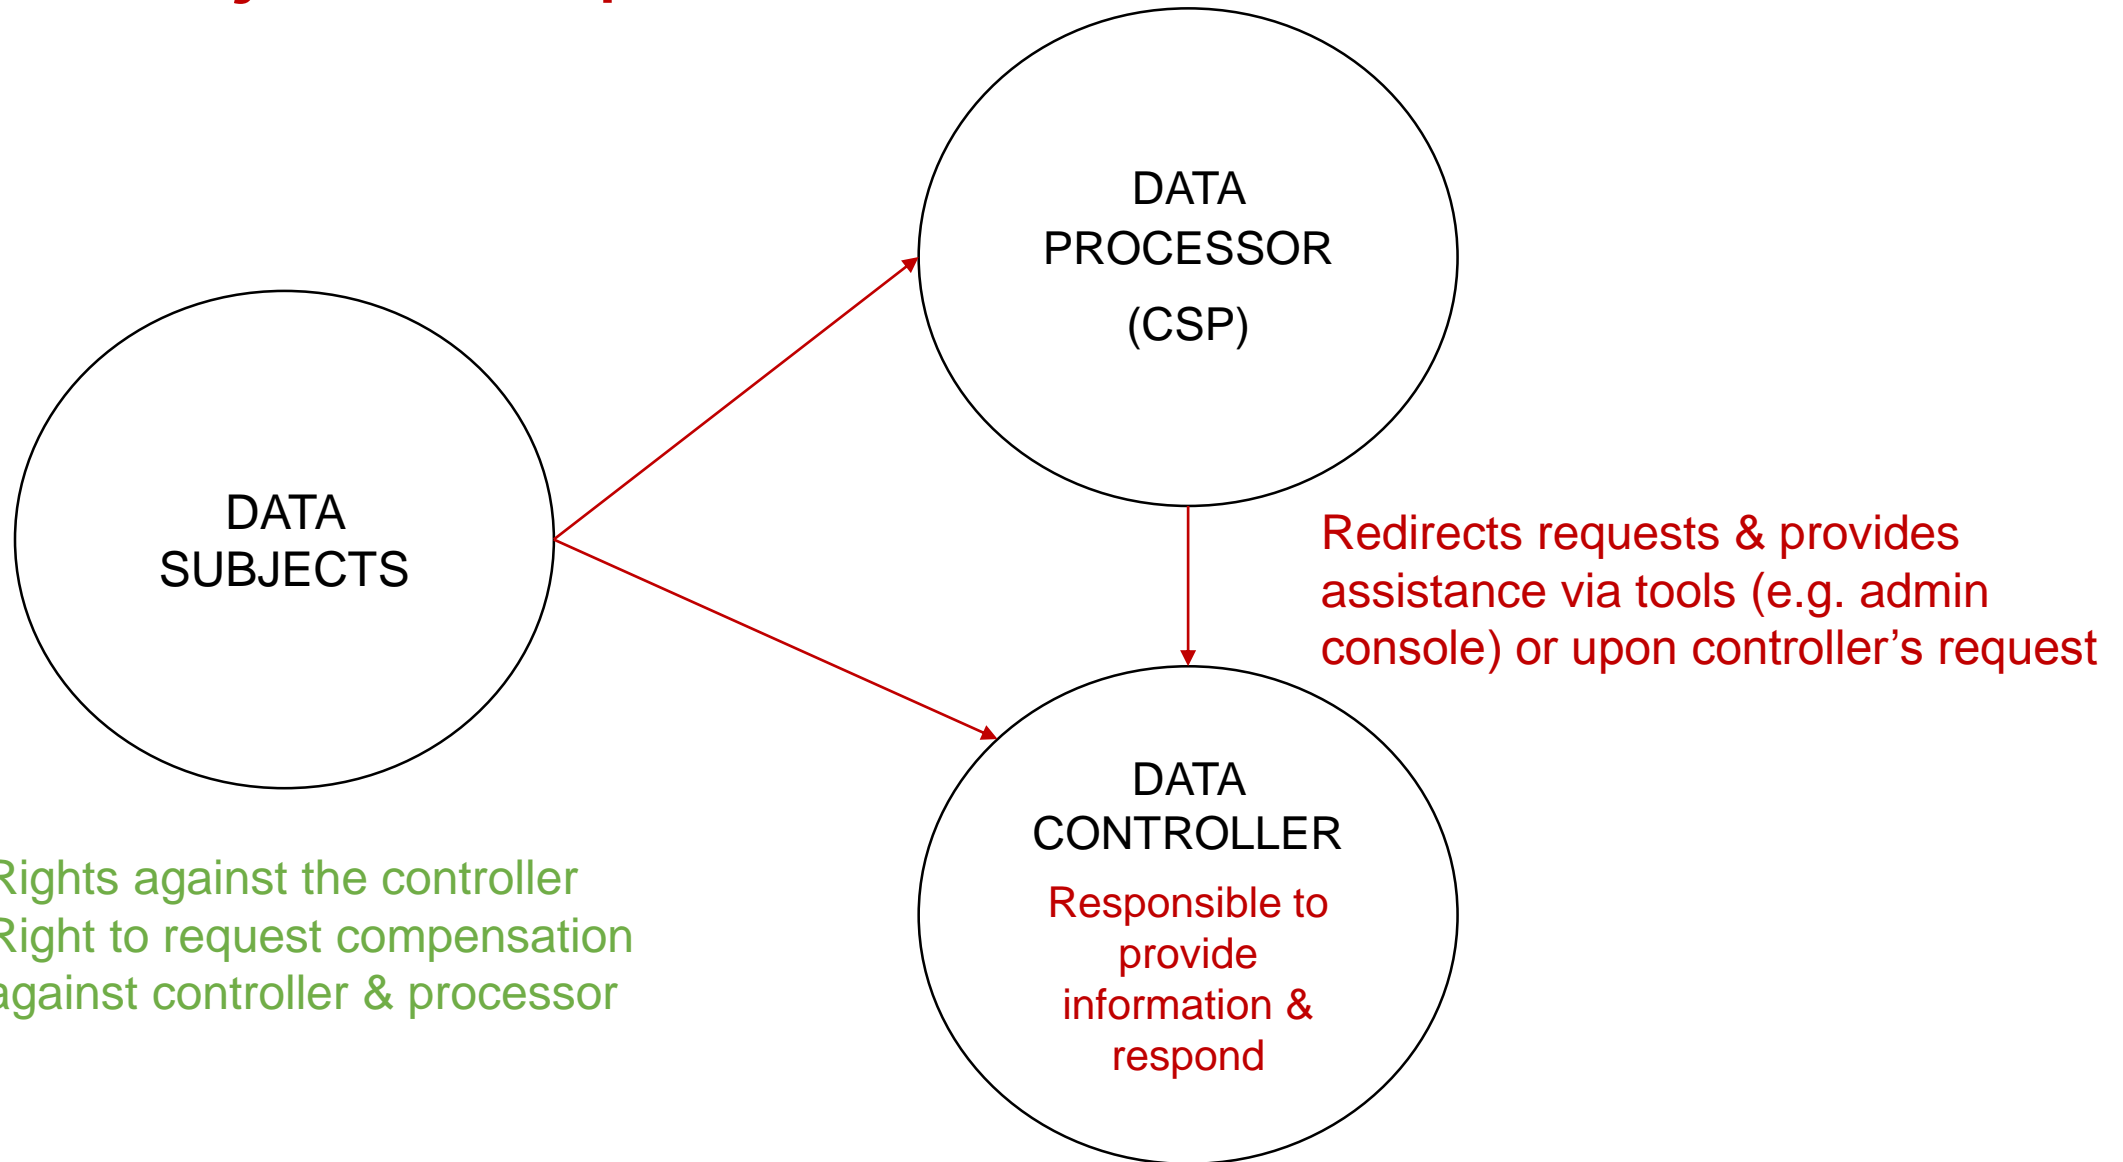 DATA
PROCESSOR
(CSP)
DATA
SUBJECTS
Redirects requests & provides
assistance via tools (e.g. admin
console) or upon controller’s request
DATA
CONTROLLER
Responsible to
provide
information &
respond
Rights against the controller
Right to request compensation
against controller & processor